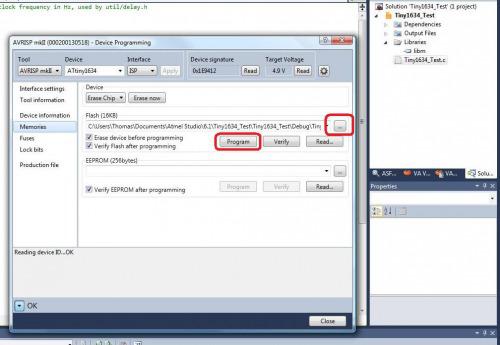 clock frequency in Hz, used by util/delay.h
Solution 'Tiny1634_Test' (1 project)
Tiny1634_Test
Dependencies
Output Files
Libraries
libm
Tiny1634_Test.c
AVRISP mkII (000200130518) - Device Programming
Tool Device Interface Device signature Target Voltage
AVRISP mkII ATtiny1634 ISP Apply 0x1E9412 Read 4.9 V Read
Interface settings
Tool information
Device information
Memories
Fuses
Lock bits
Production file
Device
Erase Chip Erase now
Flash (16KB)
C:\Users\Thomas\Documents\Atmel Studio\6.1\Tiny1634_Test\Tiny1634_Test\Debug\Tiny ...
Erase device before programming
Verify Flash after programming
Program Verify Read...
EEPROM (256bytes)
...
Verify EEPROM after programming
Program Verify Read...
Reading device ID...OK
OK
Close
ASF... VA V... VA... Solu...
Properties